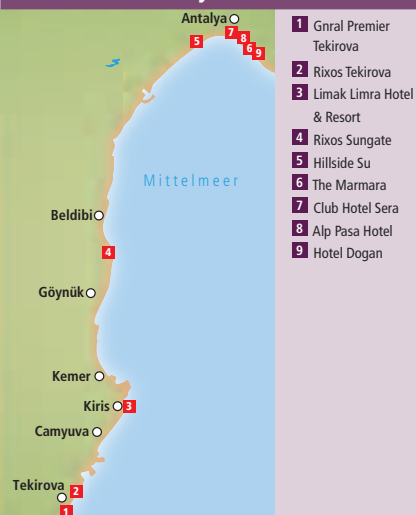 Antalya
7
8
5
6
9
Mittelmeer
Beldibi
4
Göynük
Kemer
Kiris
3
Camyuva
Tekirova
2
1
1 Gnral Premier
Tekirova
2 Rixos Tekirova
3 Limak Limra Hotel
& Resort
4 Rixos Sungate
5 Hillside Su
6 The Marmara
7 Club Hotel Sera
8 Alp Pasa Hotel
9 Hotel Dogan